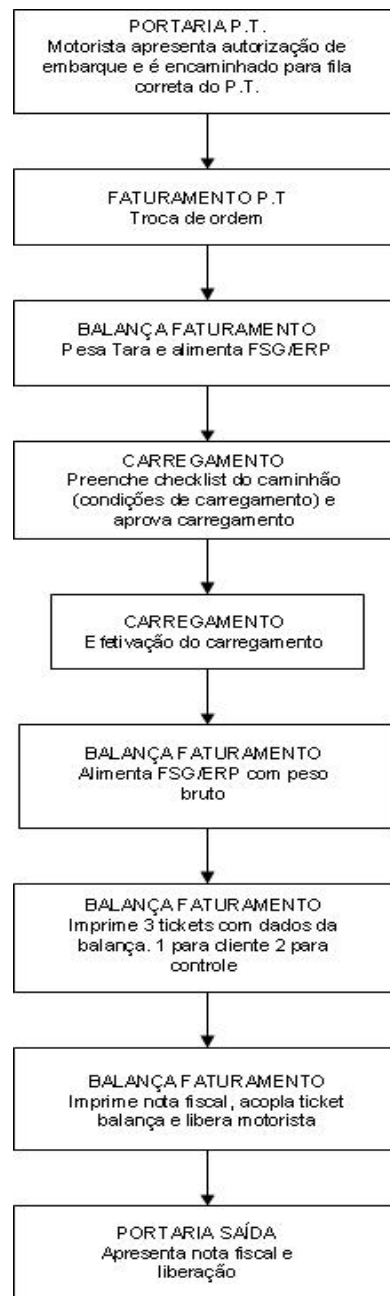 PORTARIA P.T.
Motorista apresenta autorização de
embarque e é encaminhado para fila
correta do P.T.
FATURAMENTO P.T
Troca de ordem
BALANÇA FATURAMENTO
Pesa Tara e alimenta FSG/ERP
CARREGAMENTO
Preenche checklist do caminhão
(condições de carregamento) e
aprova carregamento
CARREGAMENTO
Efetivação do carregamento
BALANÇA FATURAMENTO
Alimenta FSG/ERP com peso
bruto
BALANÇA FATURAMENTO
Imprime 3 tickets com dados da
balança. 1 para cliente 2 para
controle
BALANÇA FATURAMENTO
Imprime nota fiscal, acopla ticket
balança e libera motorista
PORTARIA SAÍDA
Apresenta nota fiscal e
liberação